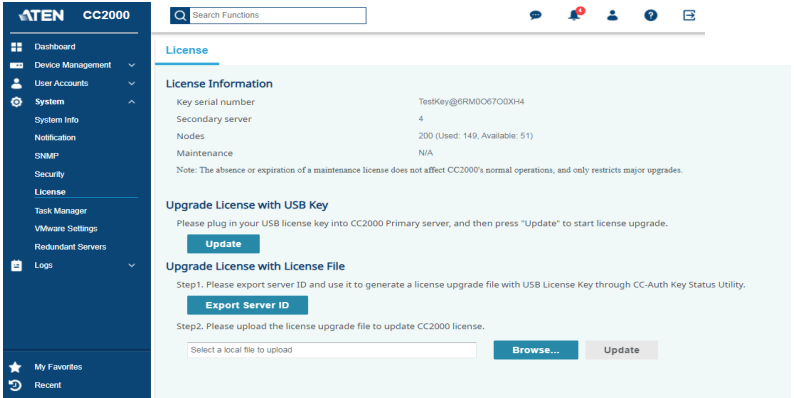 ATEN CC2000
Search Functions
4
Dashboard
Device Management
User Accounts
System
System Info
Notification
SNMP
Security
License
Task Manager
VMware Settings
Redundant Servers
Logs
My Favorites
Recent
License
License Information
Key serial number TestKey@6RM0O67O0XH4
Secondary server 4
Nodes 200 (Used: 149, Available: 51)
Maintenance N/A
Note: The absence or expiration of a maintenance license does not affect CC2000's normal operations, and only restricts major upgrades.
Upgrade License with USB Key
Please plug in your USB license key into CC2000 Primary server, and then press "Update" to start license upgrade.
Update
Upgrade License with License File
Step1. Please export server ID and use it to generate a license upgrade file with USB License Key through CC-Auth Key Status Utility.
Export Server ID
Step2. Please upload the license upgrade file to update CC2000 license.
Select a local file to upload Browse... Update